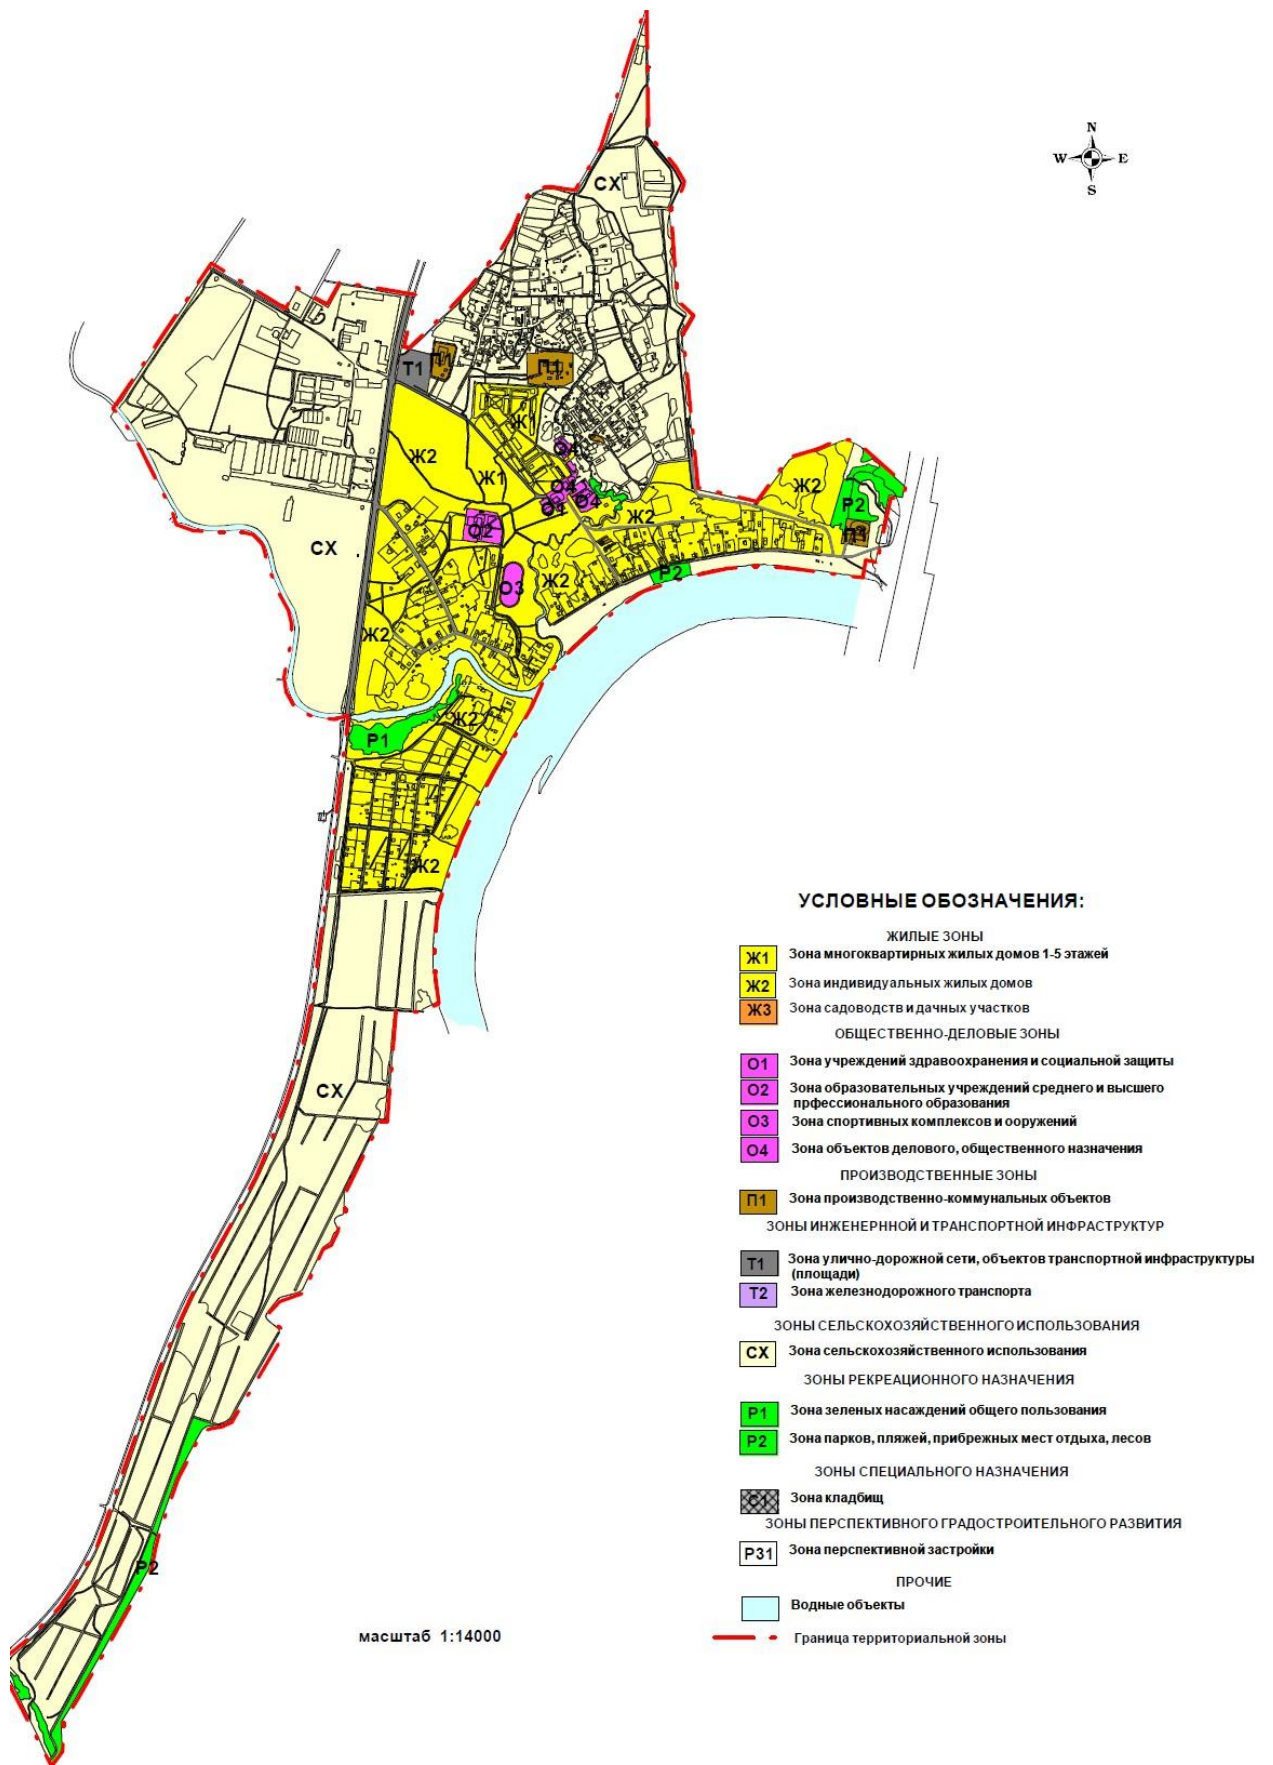 N
W E
S
СХ
Т1
П1
П1
Ж1
Ж2
Ж1
О4
О4
О1
О4
Ж2
Ж2
Р2
П1
О2
СХ
О3
Ж2
Р2
Ж2
Ж2
Р1
Ж2
СХ
Р2
УСЛОВНЫЕ ОБОЗНАЧЕНИЯ:
ЖИЛЫЕ ЗОНЫ
Ж1 Зона многоквартирных жилых домов 1-5 этажей
Ж2 Зона индивидуальных жилых домов
Ж3 Зона садоводств и дачных участков
ОБЩЕСТВЕННО-ДЕЛОВЫЕ ЗОНЫ
О1 Зона учреждений здравоохранения и социальной защиты
О2 Зона образовательных учреждений среднего и высшего
прфессионального образования
О3 Зона спортивных комплексов и ооружений
О4 Зона объектов делового, общественного назначения
ПРОИЗВОДСТВЕННЫЕ ЗОНЫ
П1 Зона производственно-коммунальных объектов
ЗОНЫ ИНЖЕНЕРННОЙ И ТРАНСПОРТНОЙ ИНФРАСТРУКТУР
Т1 Зона улично-дорожной сети, объектов транспортной инфраструктуры
(площади)
Т2 Зона железнодорожного транспорта
ЗОНЫ СЕЛЬСКОХОЗЯЙСТВЕННОГО ИСПОЛЬЗОВАНИЯ
СХ Зона сельскохозяйственного использования
ЗОНЫ РЕКРЕАЦИОННОГО НАЗНАЧЕНИЯ
Р1 Зона зеленых насаждений общего пользования
Р2 Зона парков, пляжей, прибрежных мест отдыха, лесов
ЗОНЫ СПЕЦИАЛЬНОГО НАЗНАЧЕНИЯ
С1 Зона кладбищ
ЗОНЫ ПЕРСПЕКТИВНОГО ГРАДОСТРОИТЕЛЬНОГО РАЗВИТИЯ
РЗ1 Зона перспективной застройки
ПРОЧИЕ
Водные объекты
Граница территориальной зоны
масштаб 1:14000